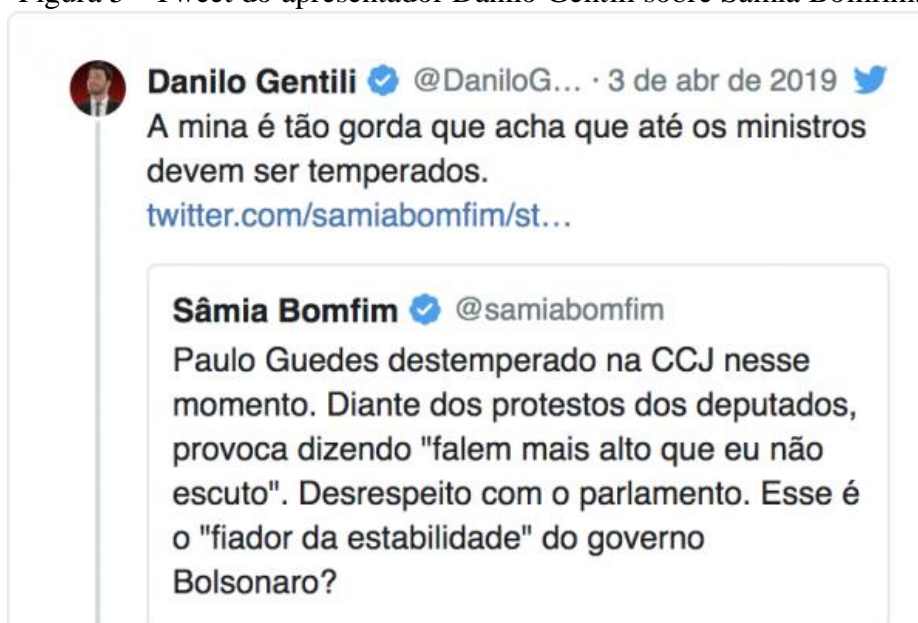 Figura 3 – Tweet do apresentador Danilo Gentili sobre Sâmia Bomfim.
Danilo Gentili @DaniloG... · 3 de abr de 2019
A mina é tão gorda que acha que até os ministros
devem ser temperados.
twitter.com/samiabomfim/st...
Sâmia Bomfim @samiabomfim
Paulo Guedes destemperado na CCJ nesse
momento. Diante dos protestos dos deputados,
provoca dizendo "falem mais alto que eu não
escuto". Desrespeito com o parlamento. Esse é
o "fiador da estabilidade" do governo
Bolsonaro?